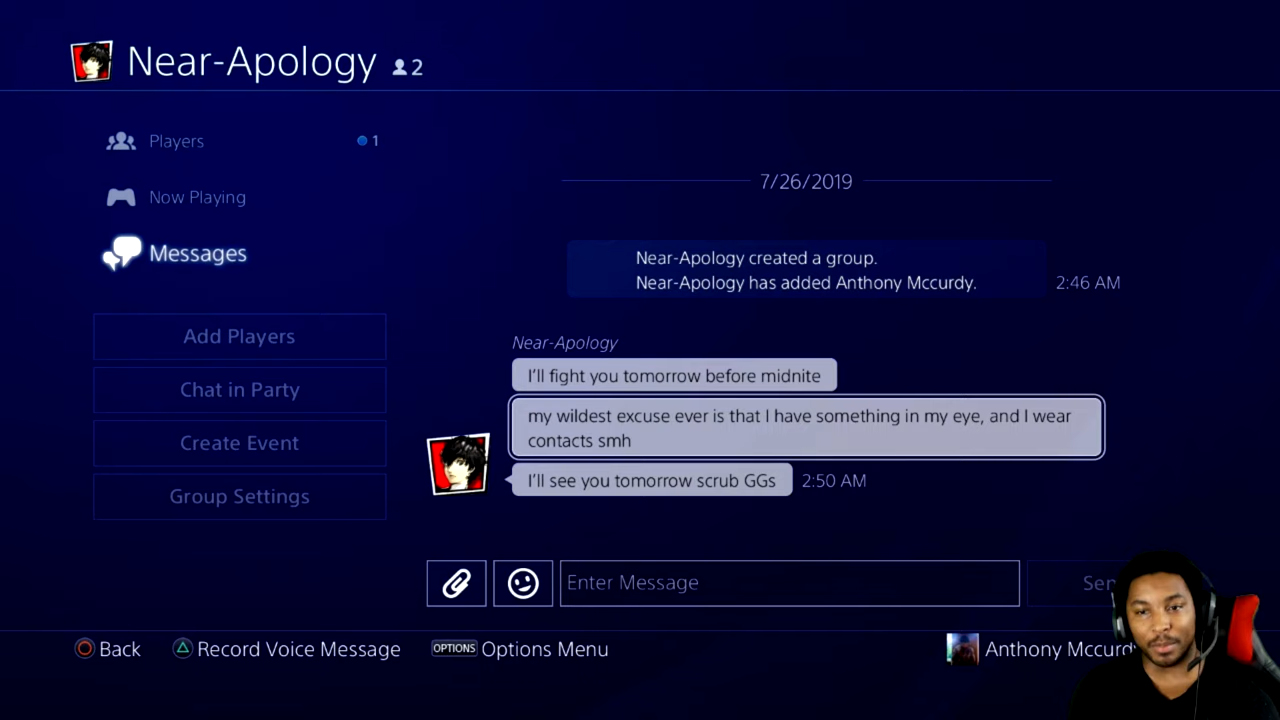 Near-Apology 2
Players 1
Now Playing
Messages
Add Players
Chat in Party
Create Event
Group Settings
7/26/2019
Near-Apology created a group.
Near-Apology has added Anthony Mccurdy.
2:46 AM
Near-Apology
I'll fight you tomorrow before midnite
my wildest excuse ever is that I have something in my eye, and I wear
contacts smh
I'll see you tomorrow scrub GGs
2:50 AM
Enter Message
Back
Record Voice Message
OPTIONS Options Menu
Anthony